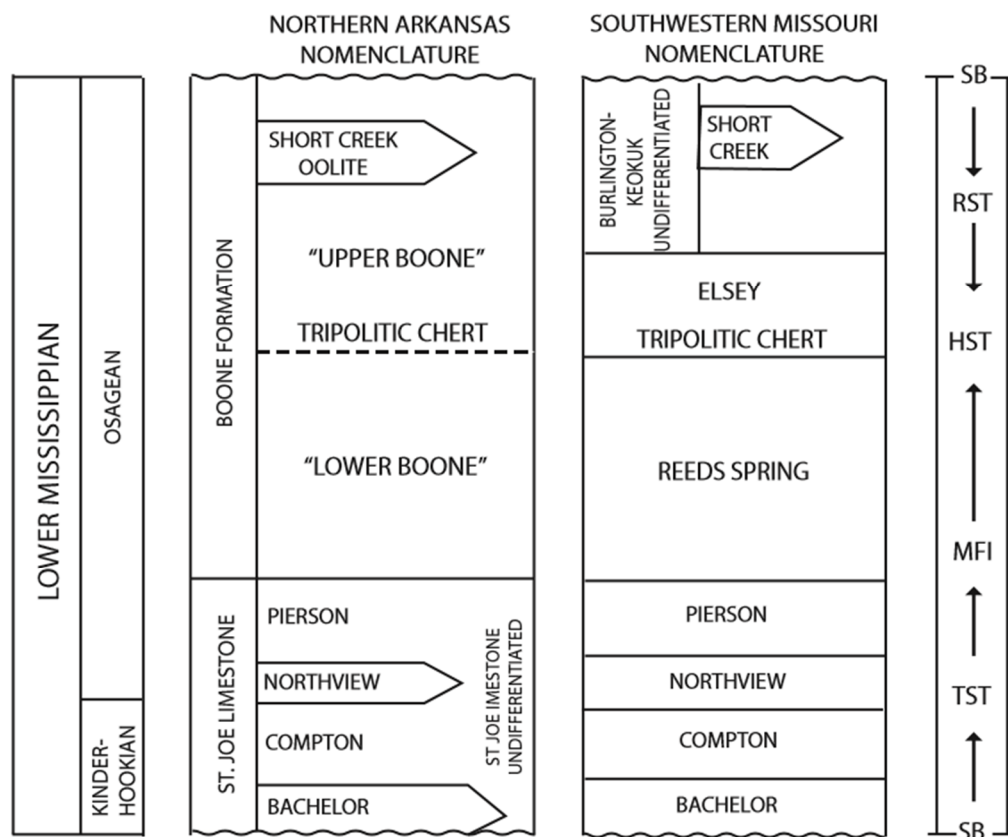 NORTHERN ARKANSAS
NOMENCLATURE
SOUTHWESTERN MISSOURI
NOMENCLATURE
LOWER MISSISSIPPIAN
OSAGEAN
KINDER-
HOOKIAN
BOONE FORMATION
SHORT CREEK
OOLITE
“UPPER BOONE”
TRIPOLITIC CHERT
“LOWER BOONE”
ST. JOE LIMESTONE
PIERSON
NORTHVIEW
COMPTON
BACHELOR
ST JOE IMESTONE
UNDIFFERENTIATED
BURLINGTON-
KEOKUK
UNDIFFERENTIATED
SHORT
CREEK
ELSEY
TRIPOLITIC CHERT
REEDS SPRING
PIERSON
NORTHVIEW
COMPTON
BACHELOR
SB
RST
HST
MFI
TST
SB